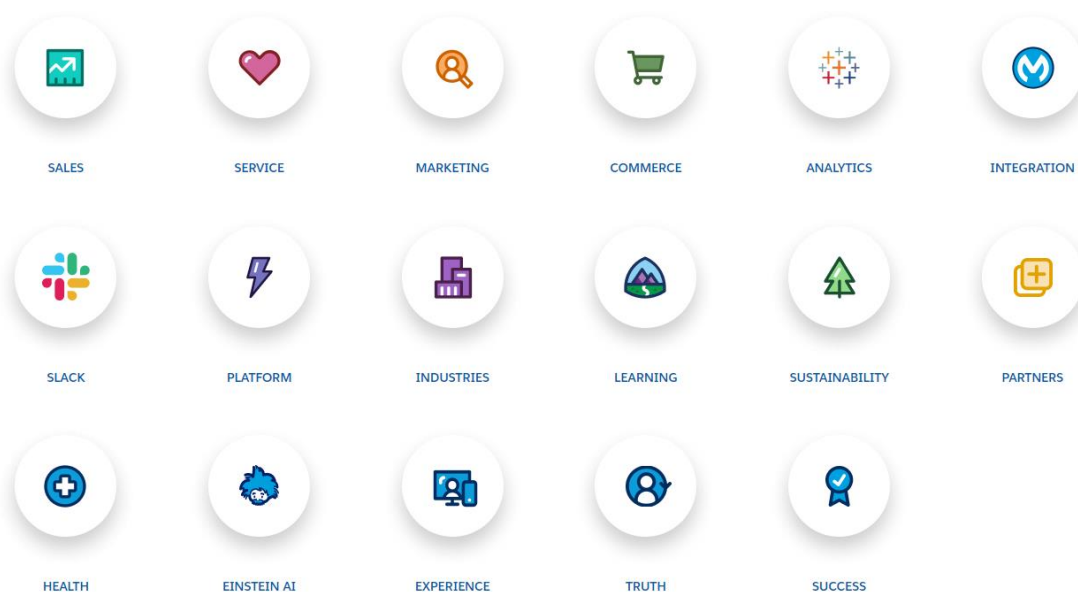 SALES
SERVICE
MARKETING
COMMERCE
ANALYTICS
INTEGRATION
SLACK
PLATFORM
INDUSTRIES
LEARNING
SUSTAINABILITY
PARTNERS
HEALTH
EINSTEIN AI
EXPERIENCE
TRUTH
SUCCESS